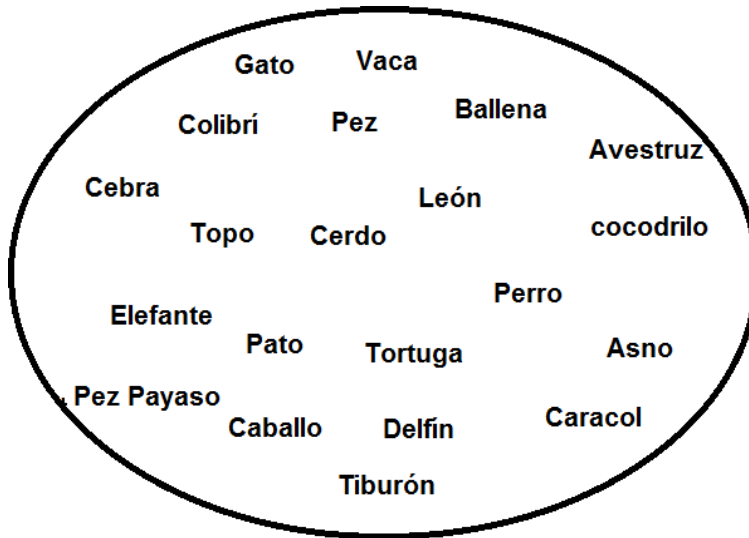 Gato
Vaca
Ballena
Colibrí
Pez
Avestruz
Cebra
León
Topo
Cerdo
cocodrilo
Perro
Elefante
Pato
Tortuga
Asno
Pez Payaso
Caballo
Delfín
Caracol
Tiburón